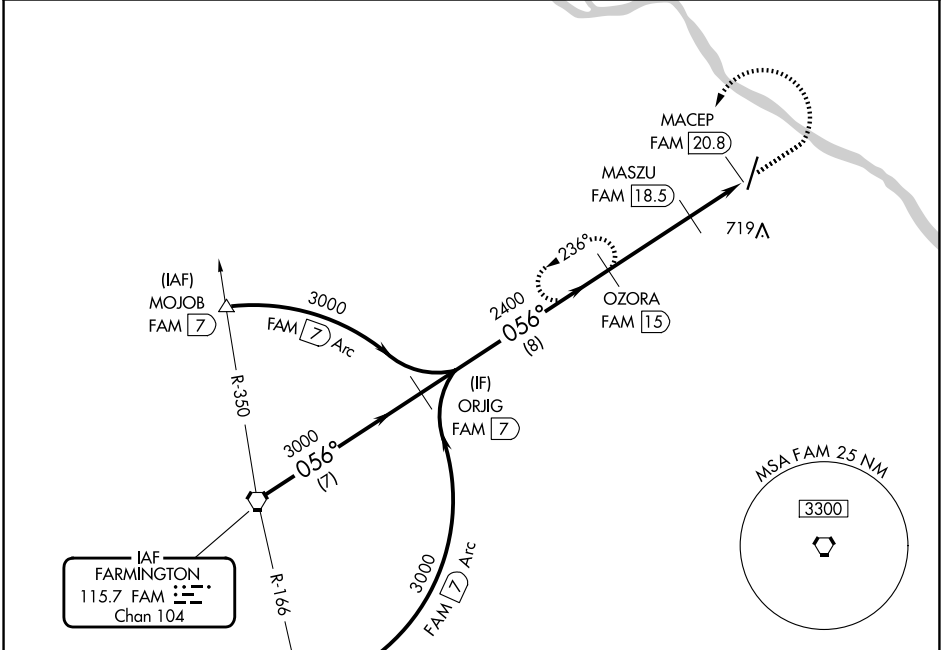 MACEP
FAM 20.8
MASZU
FAM 18.5
719
236°
OZORA
FAM 15
2400
056°
(8)
(IAF)
MOJOB
FAM 7
3000
FAM 7 Arc
R-350
(IF)
ORJIG
FAM 7
3000
056°
(7)
MSA FAM 25 NM
3300
IAF
FARMINGTON
115.7 FAM
Chan 104
R-166
3000
FAM 7 Arc